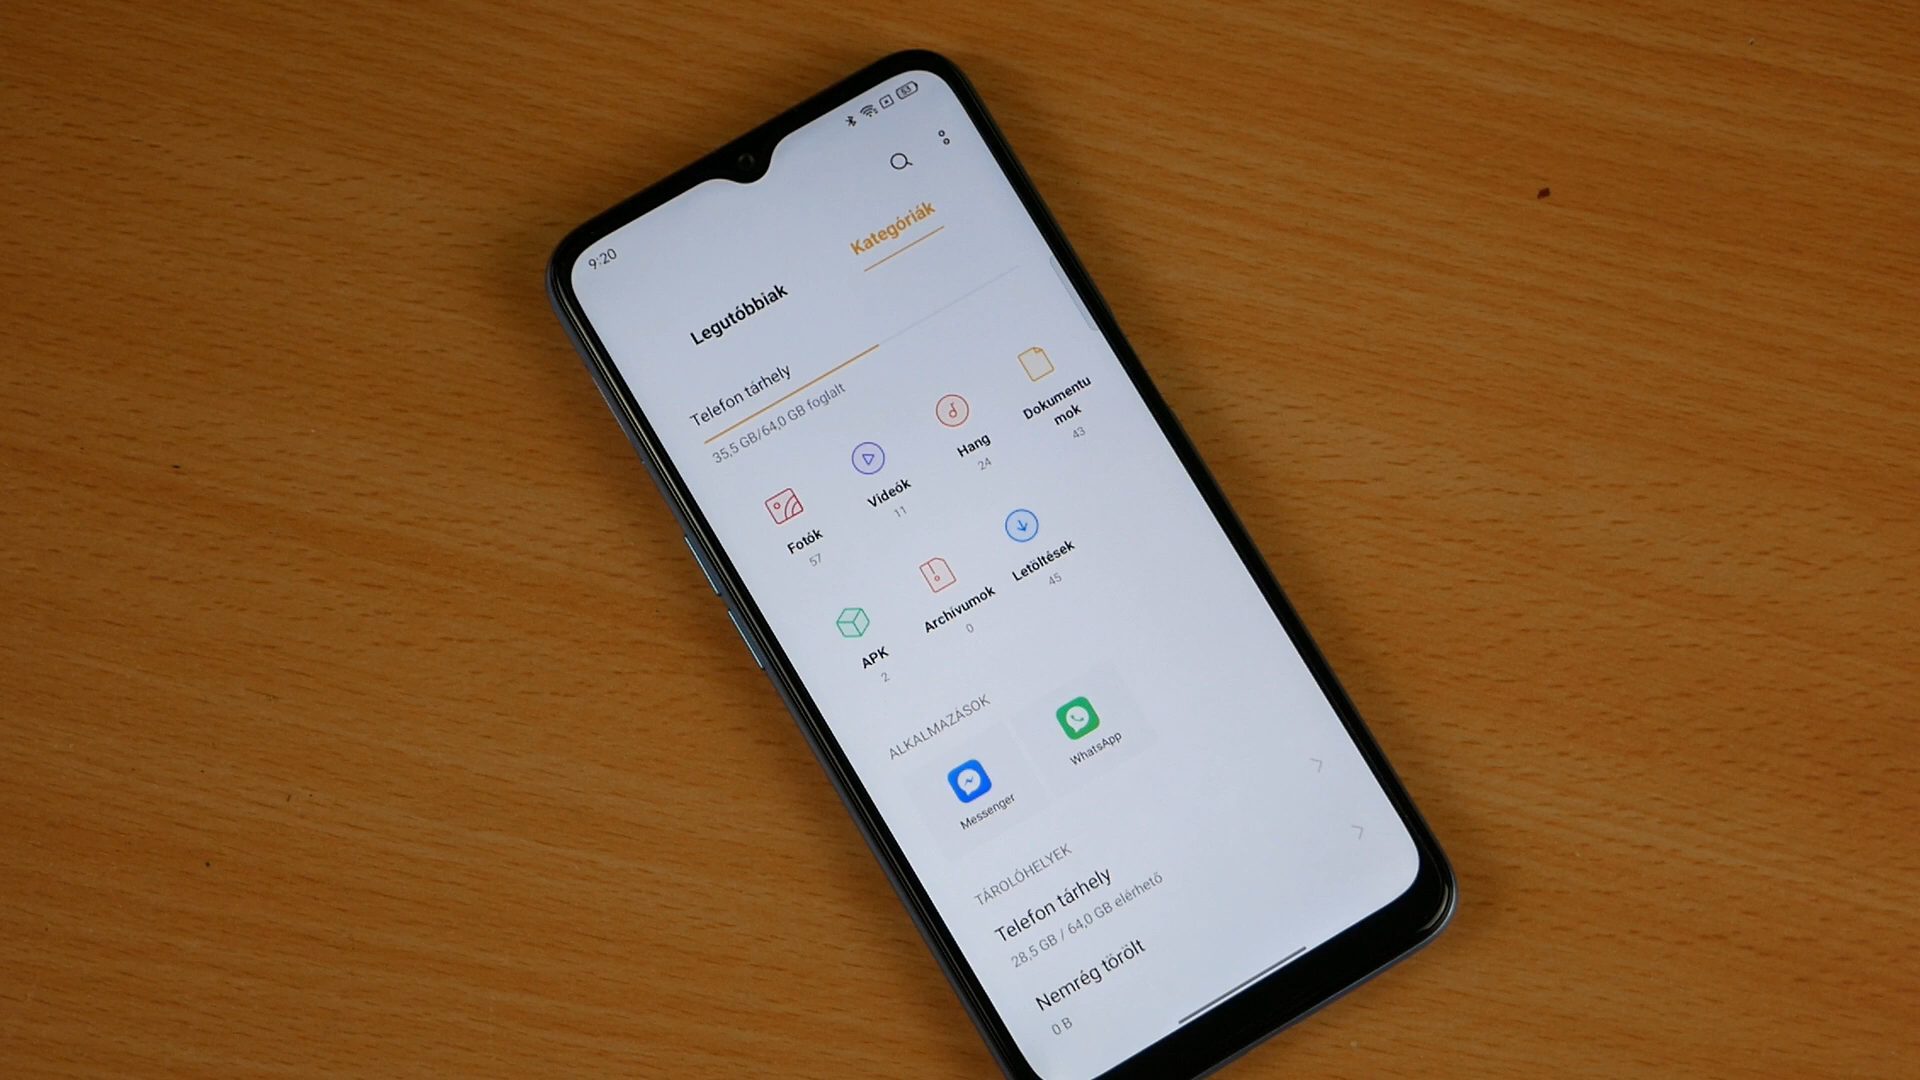 9:20
53
Legutóbbiak
Kategóriák
Telefon tárhely
35,5 GB/64,0 GB foglalt
Fotók
57
Videók
11
Hang
24
Dokumentu
mok
43
APK
2
Archívumok
0
Letöltések
45
ALKALMAZÁSOK
Messenger
WhatsApp
TÁROLÓHELYEK
Telefon tárhely
28,5 GB / 64,0 GB elérhető
Nemrég törölt
0 B